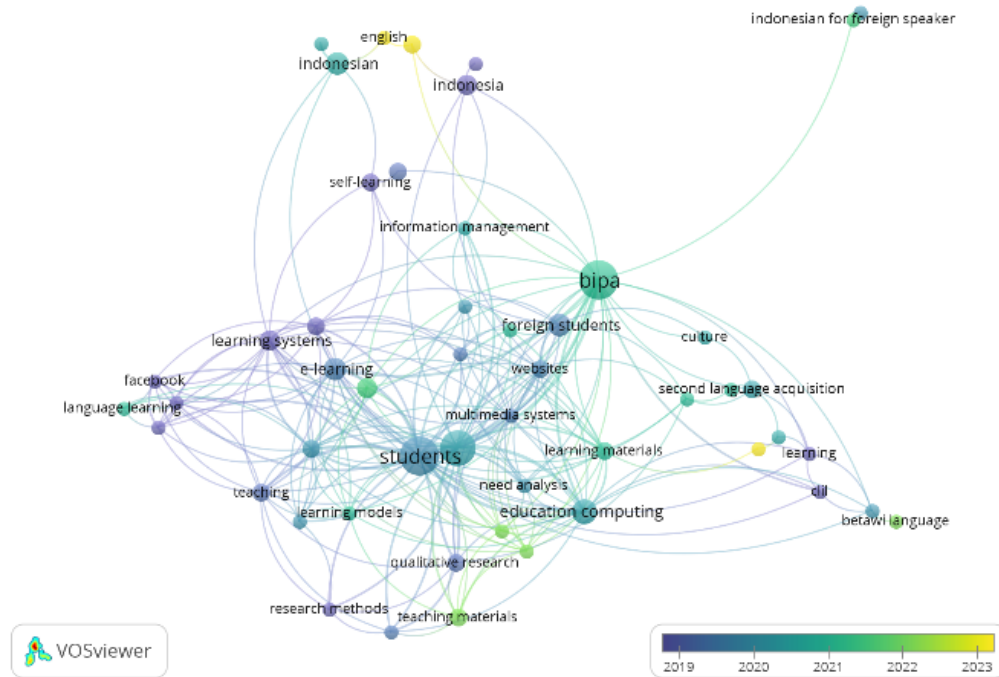 indonesian for foreign speaker
english
indonesian
indonesia
self-learning
information management
bipa
foreign students
culture
learning systems
e-learning
websites
facebook
second language acquisition
language learning
multimedia systems
students
learning materials
learning
need analysis
clil
teaching
learning models
education computing
betawi language
qualitative research
research methods
teaching materials
VOSviewer
2019 2020 2021 2022 2023